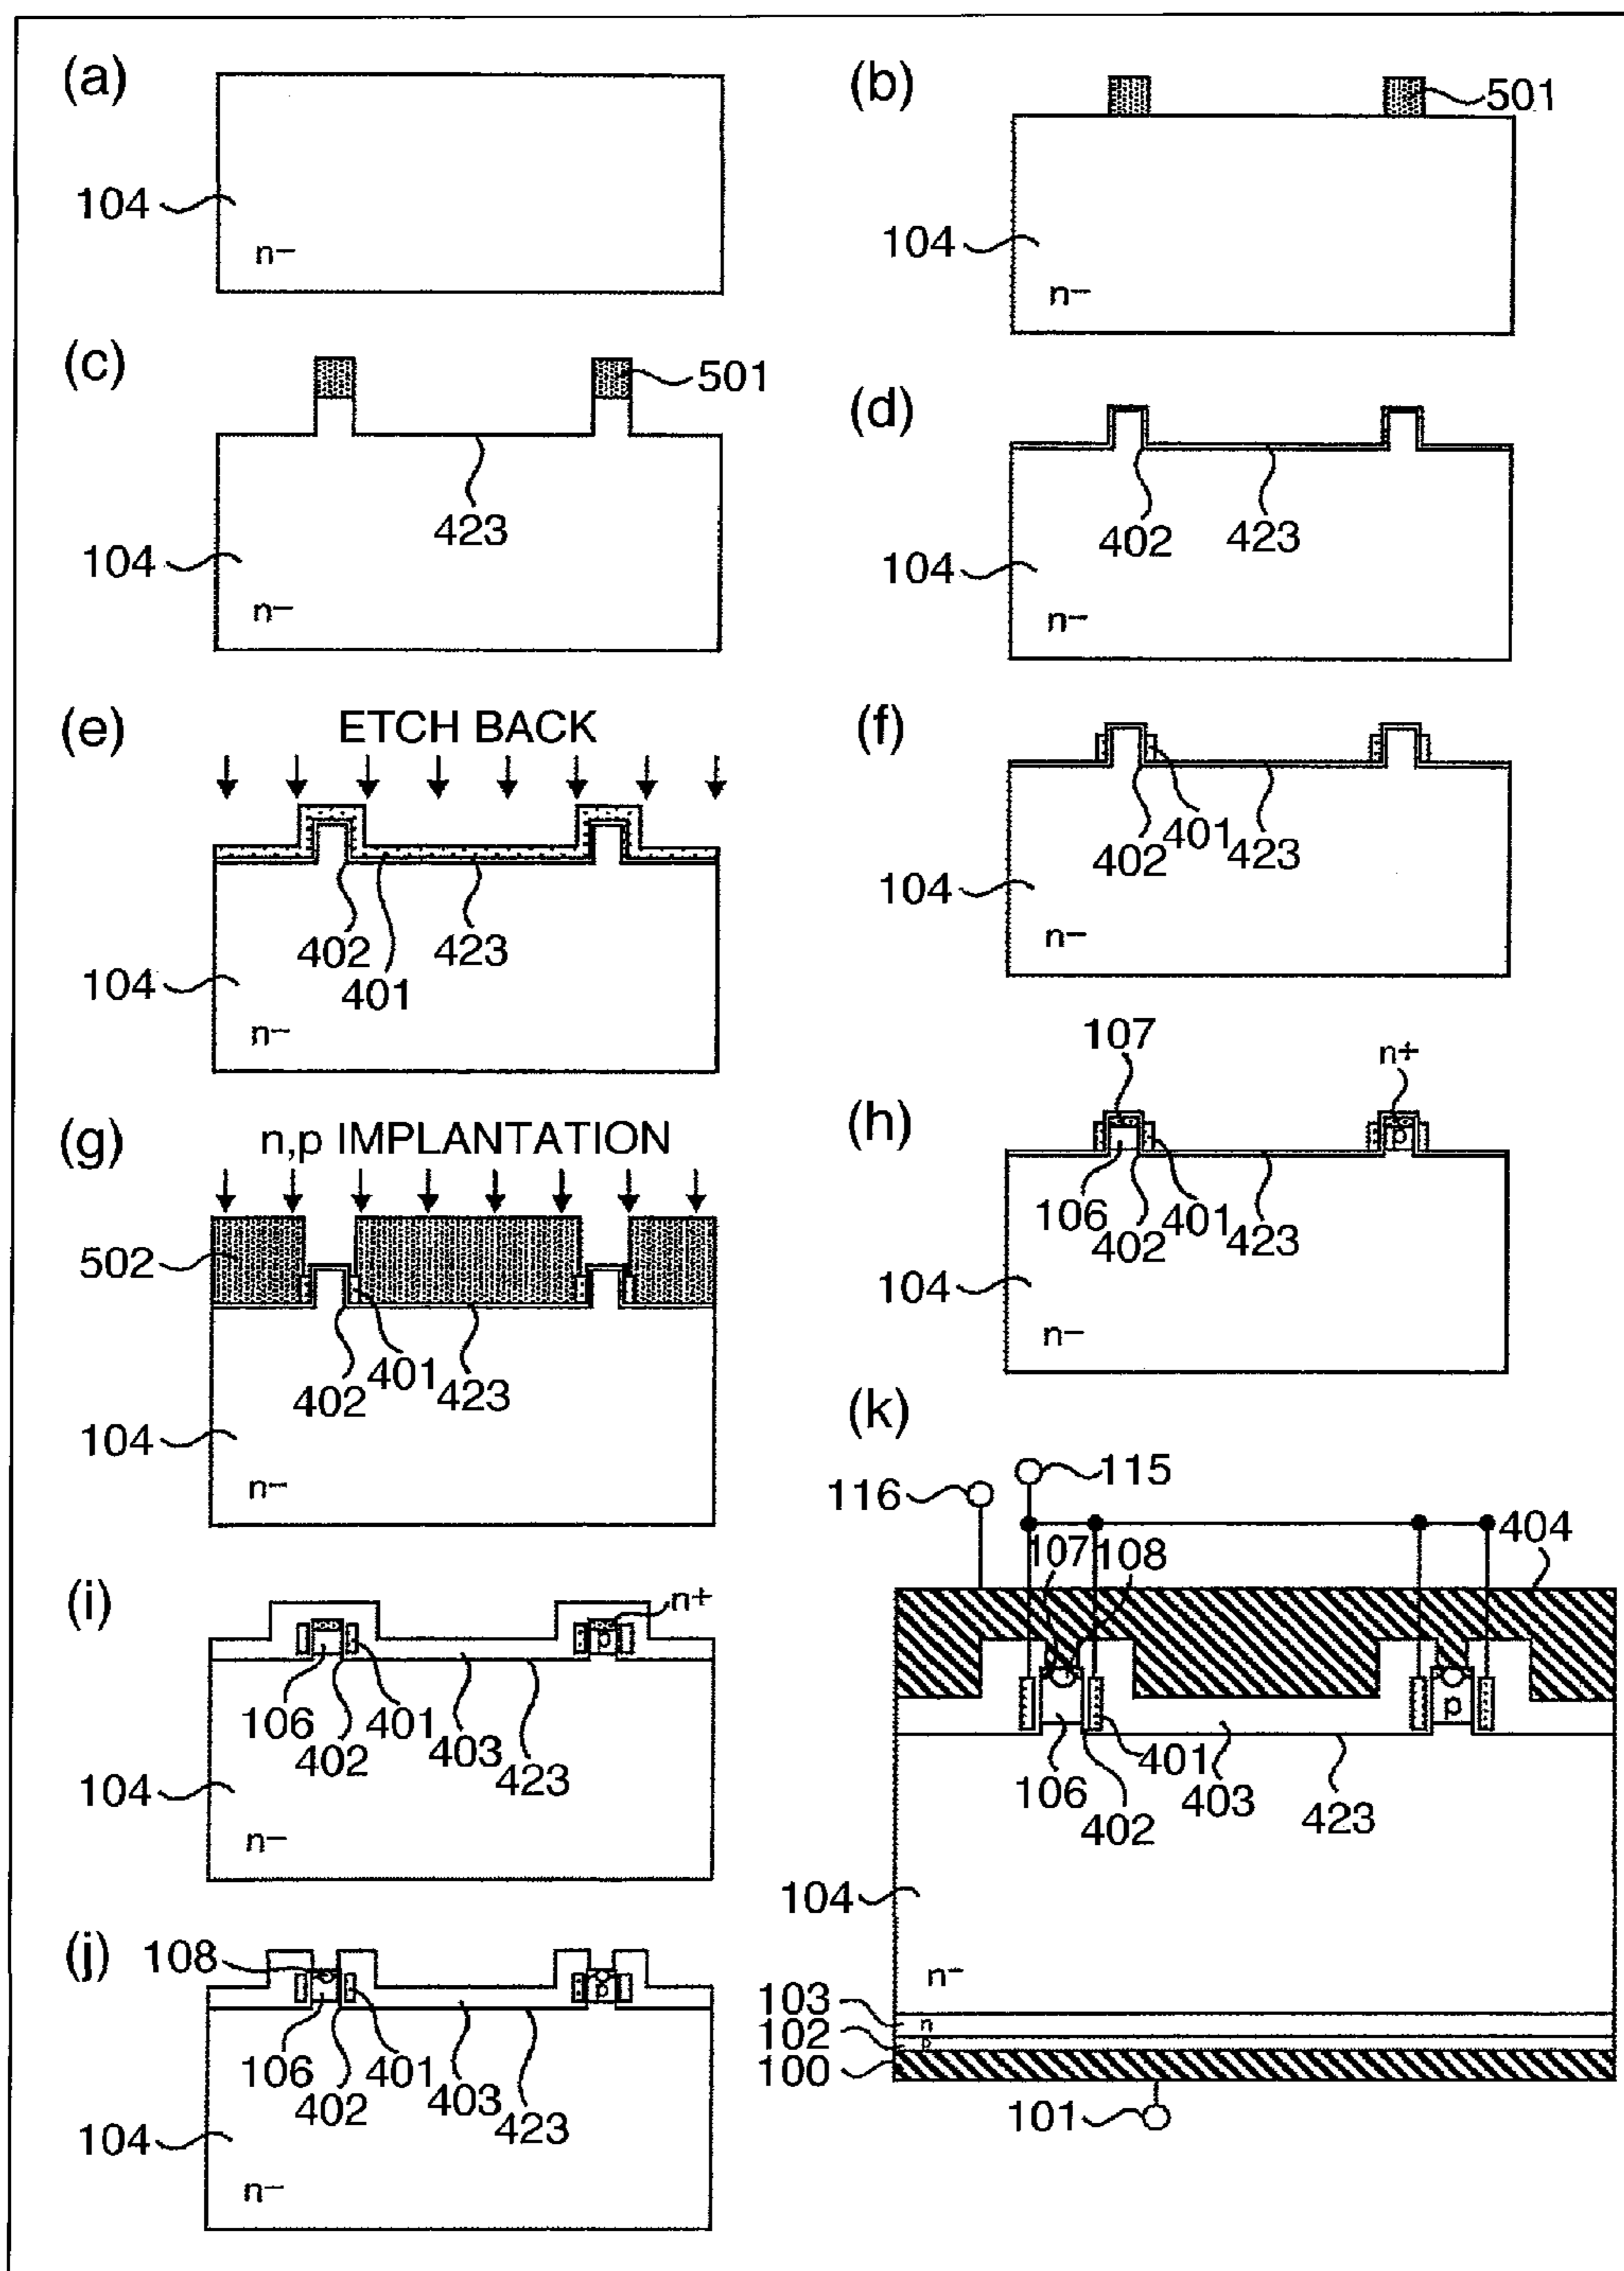 (a)
104
n−
(b)
501
104
n−
(c)
501
423
104
n−
(d)
402
423
104
n−
(e)
ETCH BACK
402
423
401
104
n−
(f)
401
402
423
104
n−
(g)
n,p IMPLANTATION
502
401
402
423
104
n−
(h)
107
n+
p
106
401
402
423
104
n−
(i)
n+
p
106
401
403
402
423
104
n−
(j)
108
p
106
401
403
402
423
104
n−
(k)
115
116
404
107
108
p
401
106
403
402
423
104
n−
103
n
102
p
100
101